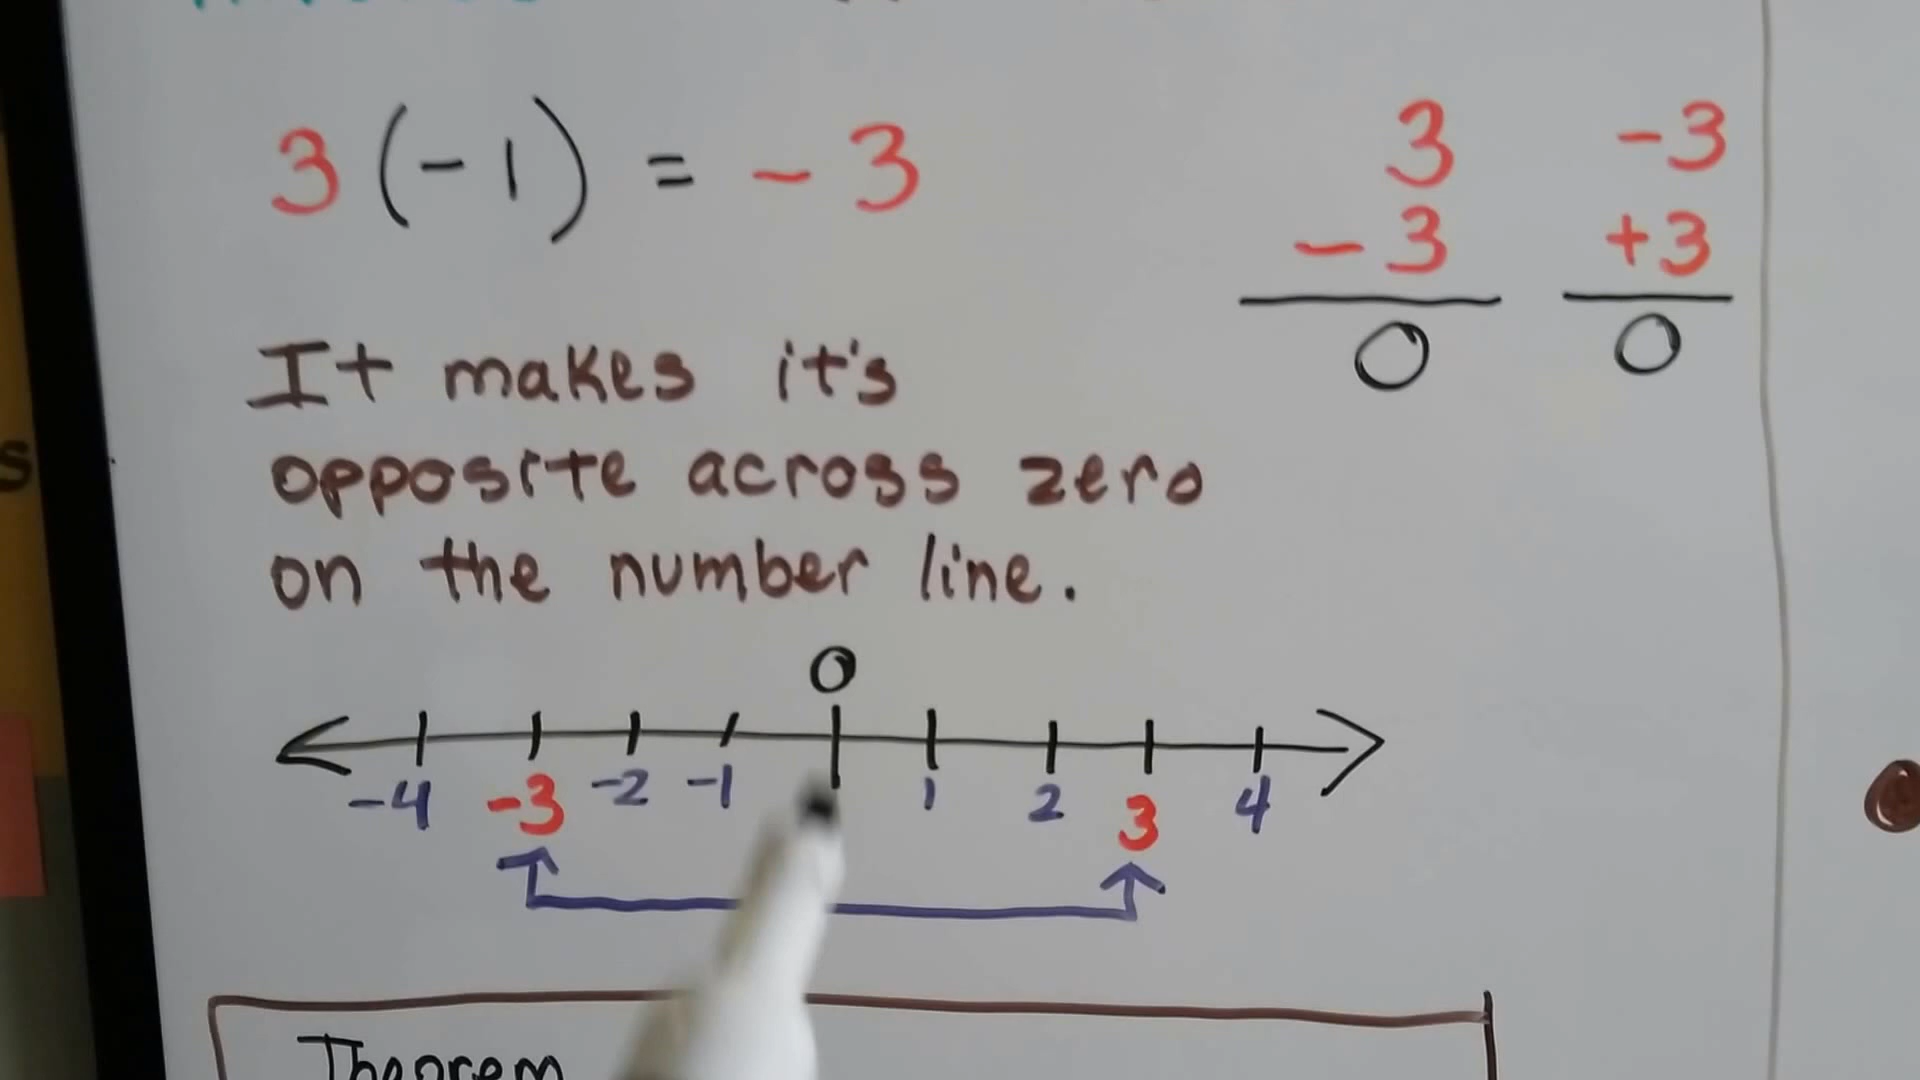 3 (-1) = -3
3
- 3
0
-3
+3
0
It makes it's
opposite across zero
on the number line.
0
-4 -3 -2 -1 1 2 3 4
Theorem
s